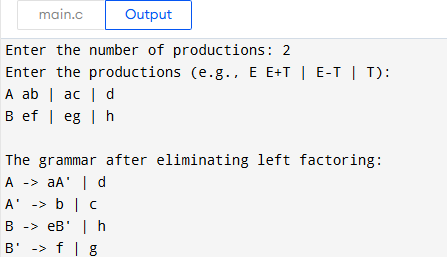 main.c Output
Enter the number of productions: 2
Enter the productions (e.g., E E+T | E-T | T):
A ab | ac | d
B ef | eg | h
The grammar after eliminating left factoring:
A -> aA' | d
A' -> b | c
B -> eB' | h
B' -> f | g